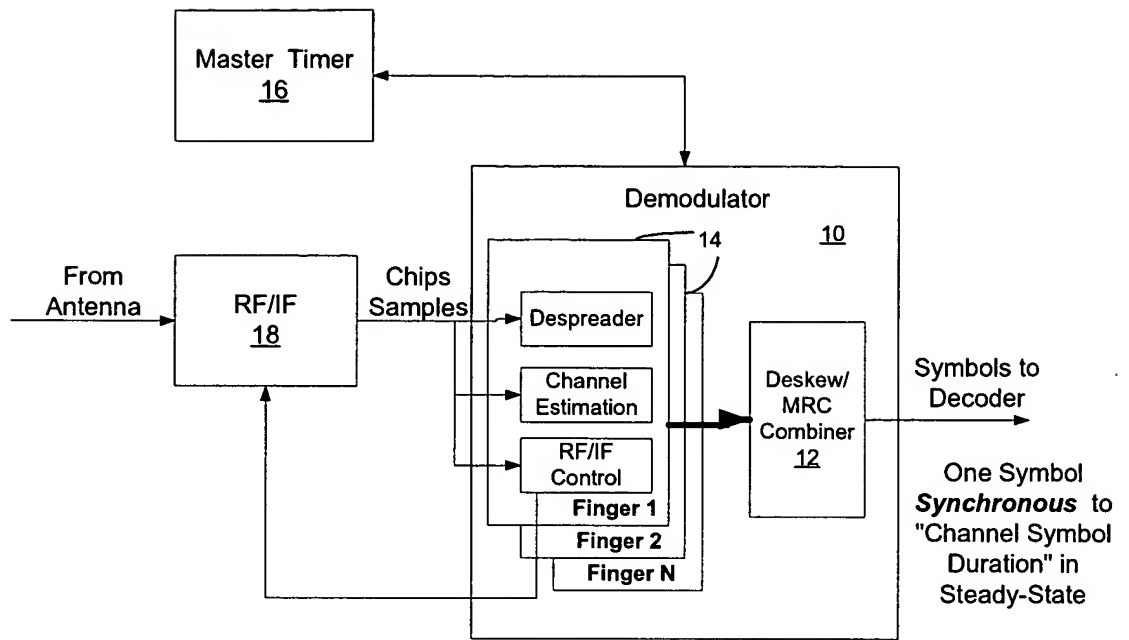 Master Timer
16
Demodulator
10
14
From
Antenna
RF/IF
18
Chips
Samples
Despreader
Channel
Estimation
RF/IF
Control
Finger 1
Finger 2
Finger N
Deskew/
MRC
Combiner
12
Symbols to
Decoder
One Symbol
Synchronous to
"Channel Symbol
Duration" in
Steady-State